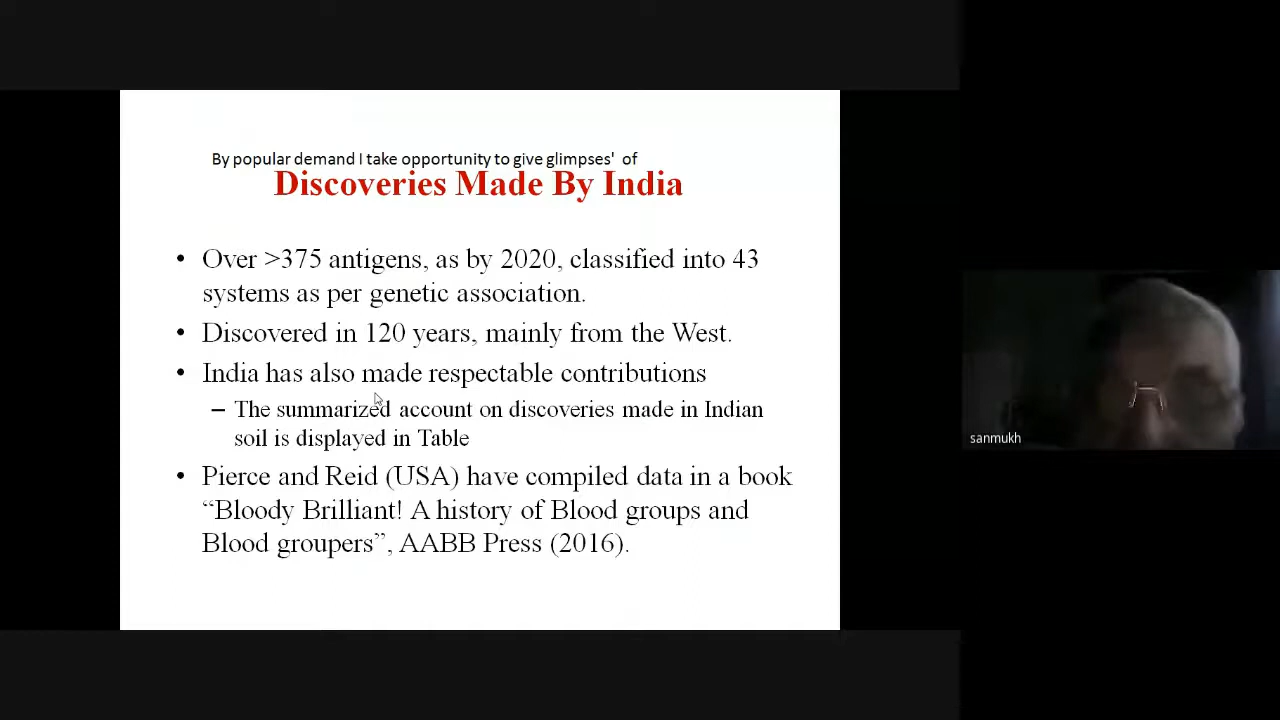 By popular demand I take opportunity to give glimpses' of
Discoveries Made By India
• Over >375 antigens, as by 2020, classified into 43
systems as per genetic association.
• Discovered in 120 years, mainly from the West.
• India has also made respectable contributions
– The summarized account on discoveries made in Indian
soil is displayed in Table
• Pierce and Reid (USA) have compiled data in a book
“Bloody Brilliant! A history of Blood groups and
Blood groupers”, AABB Press (2016).
sanmukh